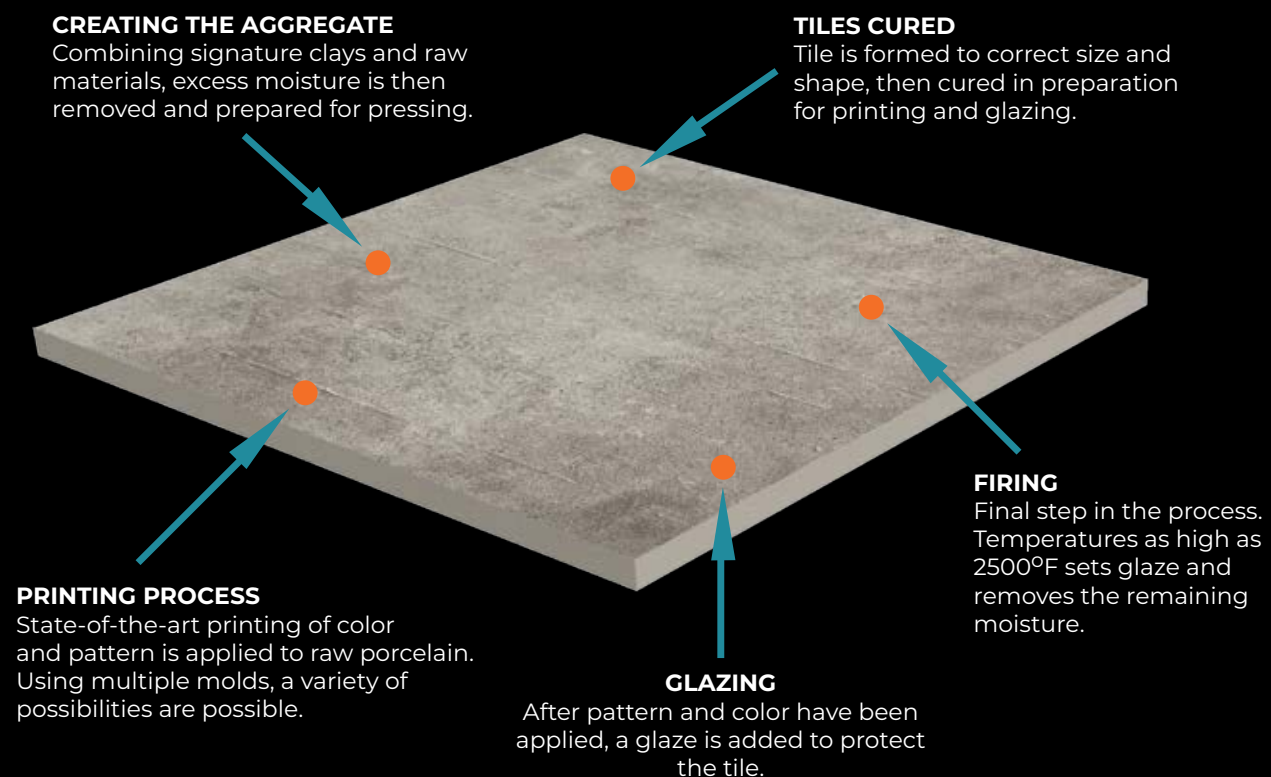 CREATING THE AGGREGATE
Combining signature clays and raw
materials, excess moisture is then
removed and prepared for pressing.
TILES CURED
Tile is formed to correct size and
shape, then cured in preparation
for printing and glazing.
PRINTING PROCESS
State-of-the-art printing of color
and pattern is applied to raw porcelain.
Using multiple molds, a variety of
possibilities are possible.
GLAZING
After pattern and color have been
applied, a glaze is added to protect
the tile.
FIRING
Final step in the process.
Temperatures as high as
2500ºF sets glaze and
removes the remaining
moisture.